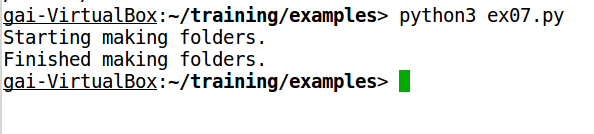 gai-VirtualBox:~/training/examples> python3 ex07.py
Starting making folders.
Finished making folders.
gai-VirtualBox:~/training/examples>